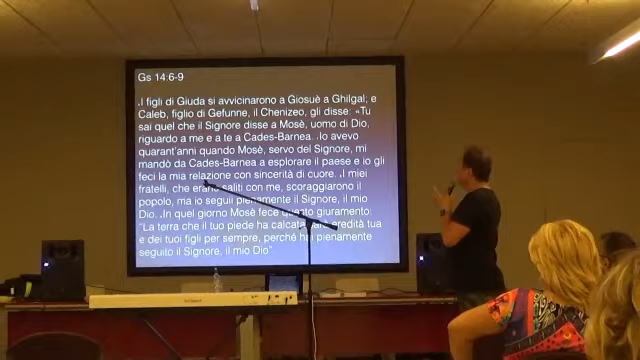 Gs 14:6-9
.I figli di Giuda si avvicinarono a Giosuè a Ghilgal; e
Caleb, figlio di Gefunne, il Chenizeo, gli disse: «Tu
sai quel che il Signore disse a Mosè, uomo di Dio,
riguardo a me e a te a Cades-Barnea. .Io avevo
quarant'anni quando Mosè, servo del Signore, mi
mandò da Cades-Barnea a esplorare il paese e io gli
feci la mia relazione con sincerità di cuore. .I miei
fratelli, che erano saliti con me, scoraggiarono il
popolo, ma io seguii pienamente il Signore, il mio
Dio. .In quel giorno Mosè fece questo giuramento:
"La terra che il tuo piede ha calcata sarà eredità tua
e dei tuoi figli per sempre, perché hai pienamente
seguito il Signore, il mio Dio"